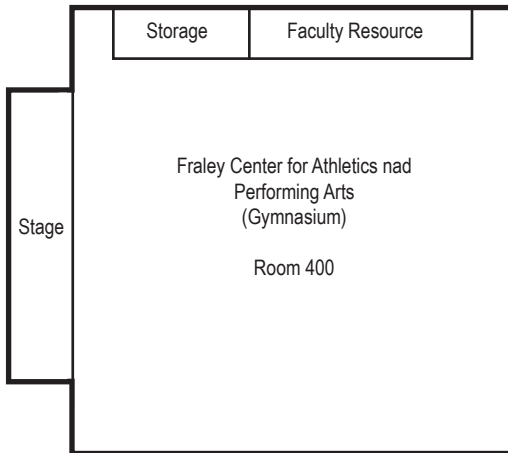 Storage
Faculty Resource
Fraley Center for Athletics nad
Performing Arts
(Gymnasium)
Stage
Room 400